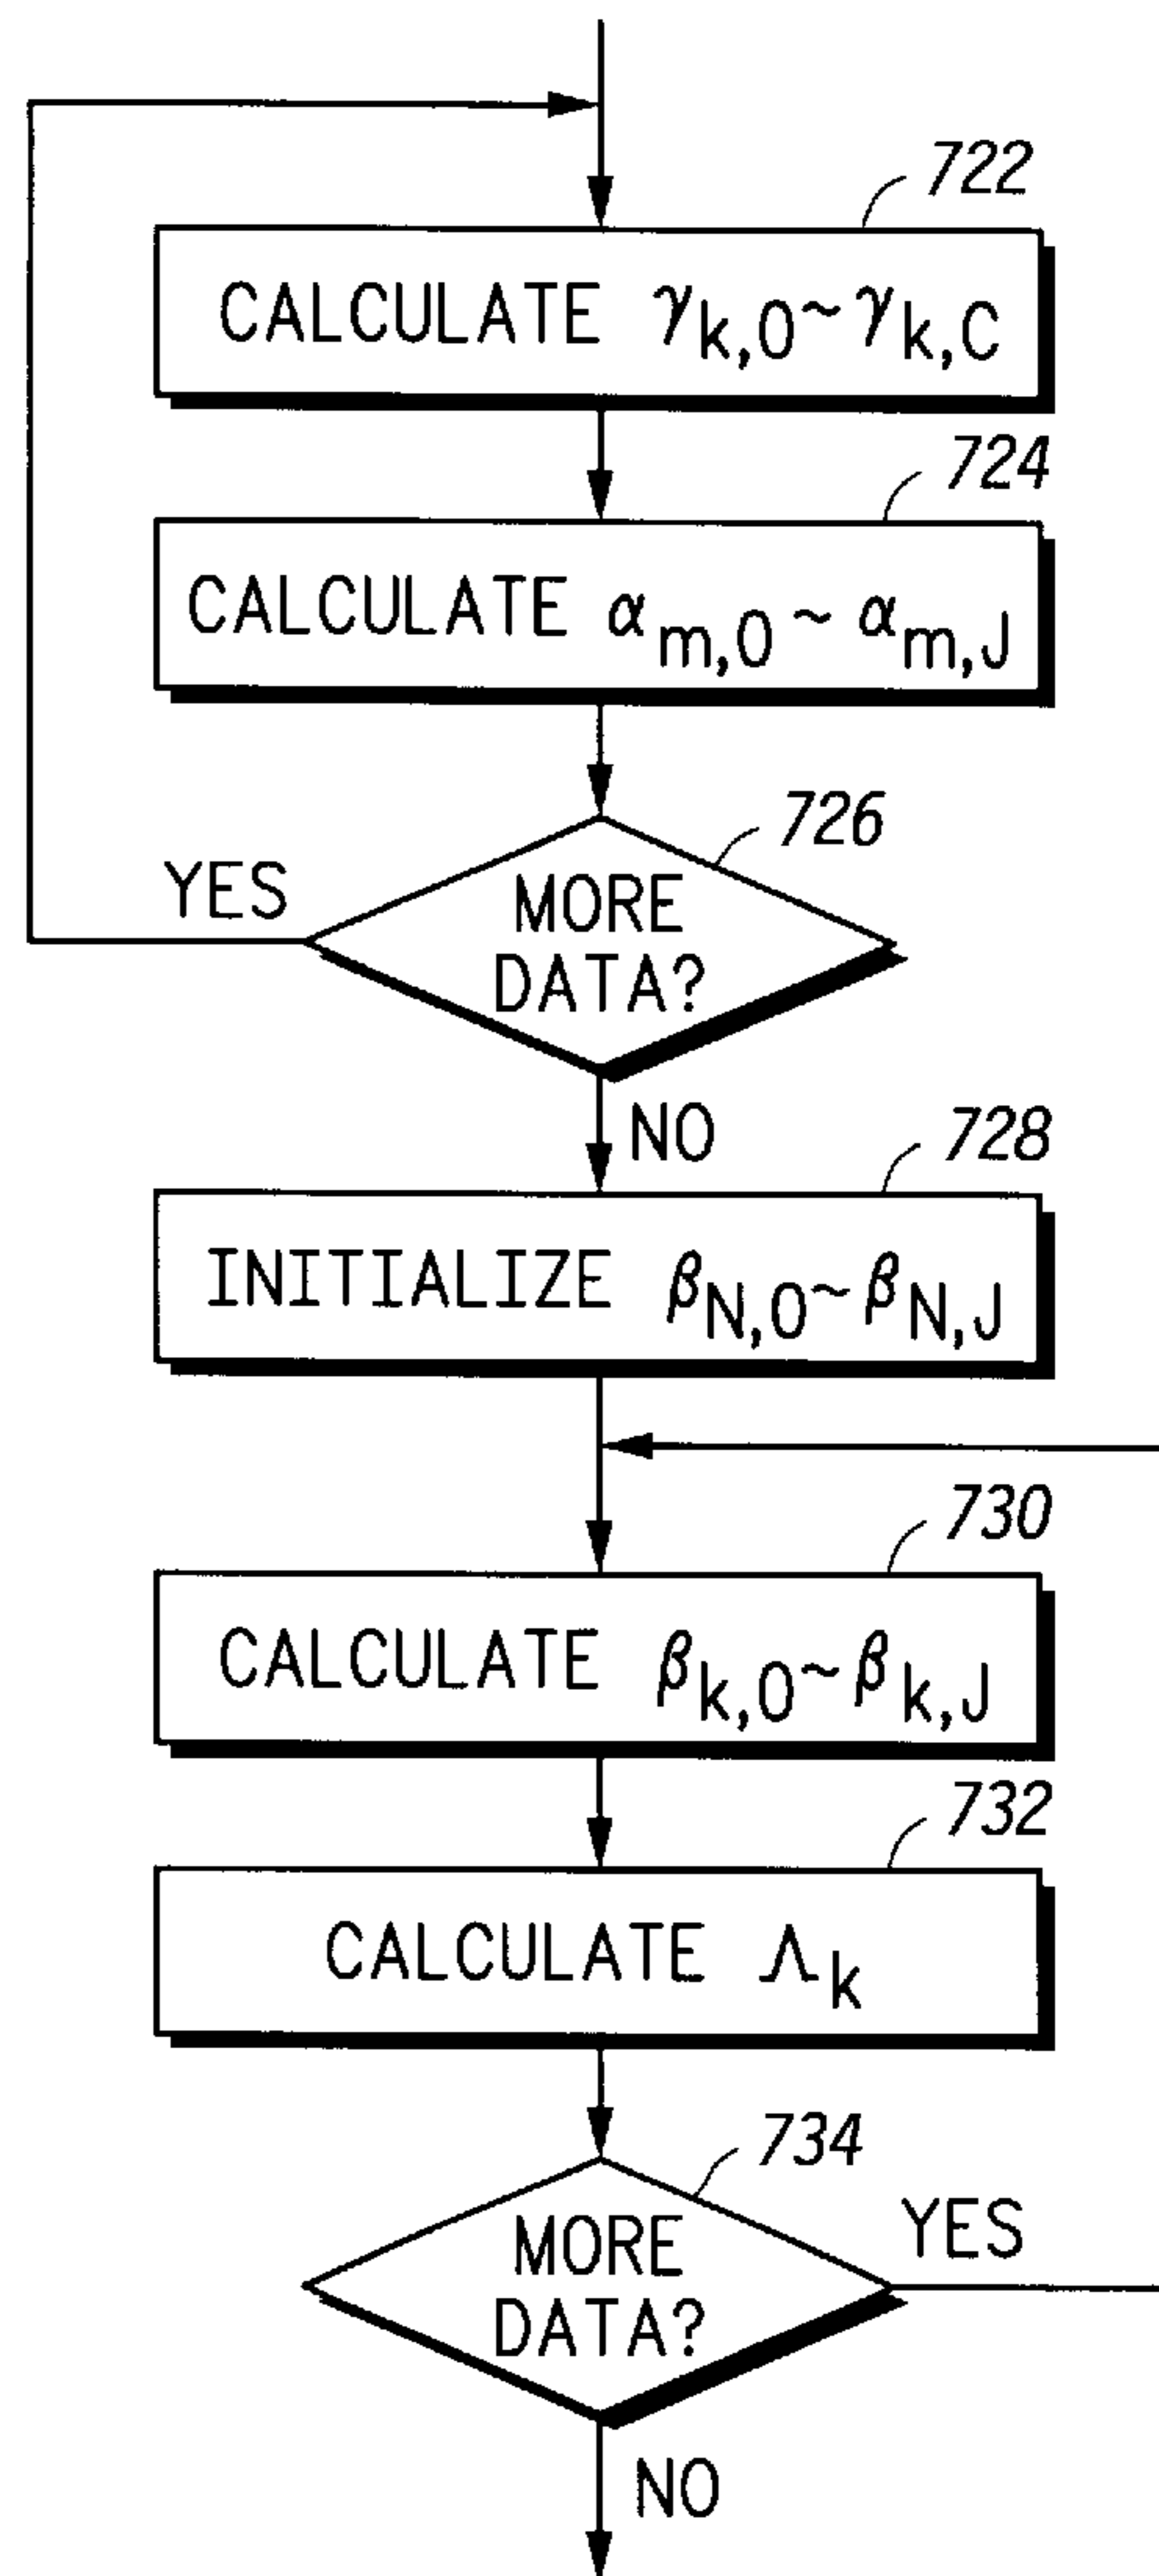 722
CALCULATE γk,0~γk,C
724
CALCULATE αm,0~αm,J
726
MORE
DATA?
YES
NO
728
INITIALIZE βN,0~βN,J
730
CALCULATE βk,0~βk,J
732
CALCULATE Λk
734
MORE
DATA?
YES
NO